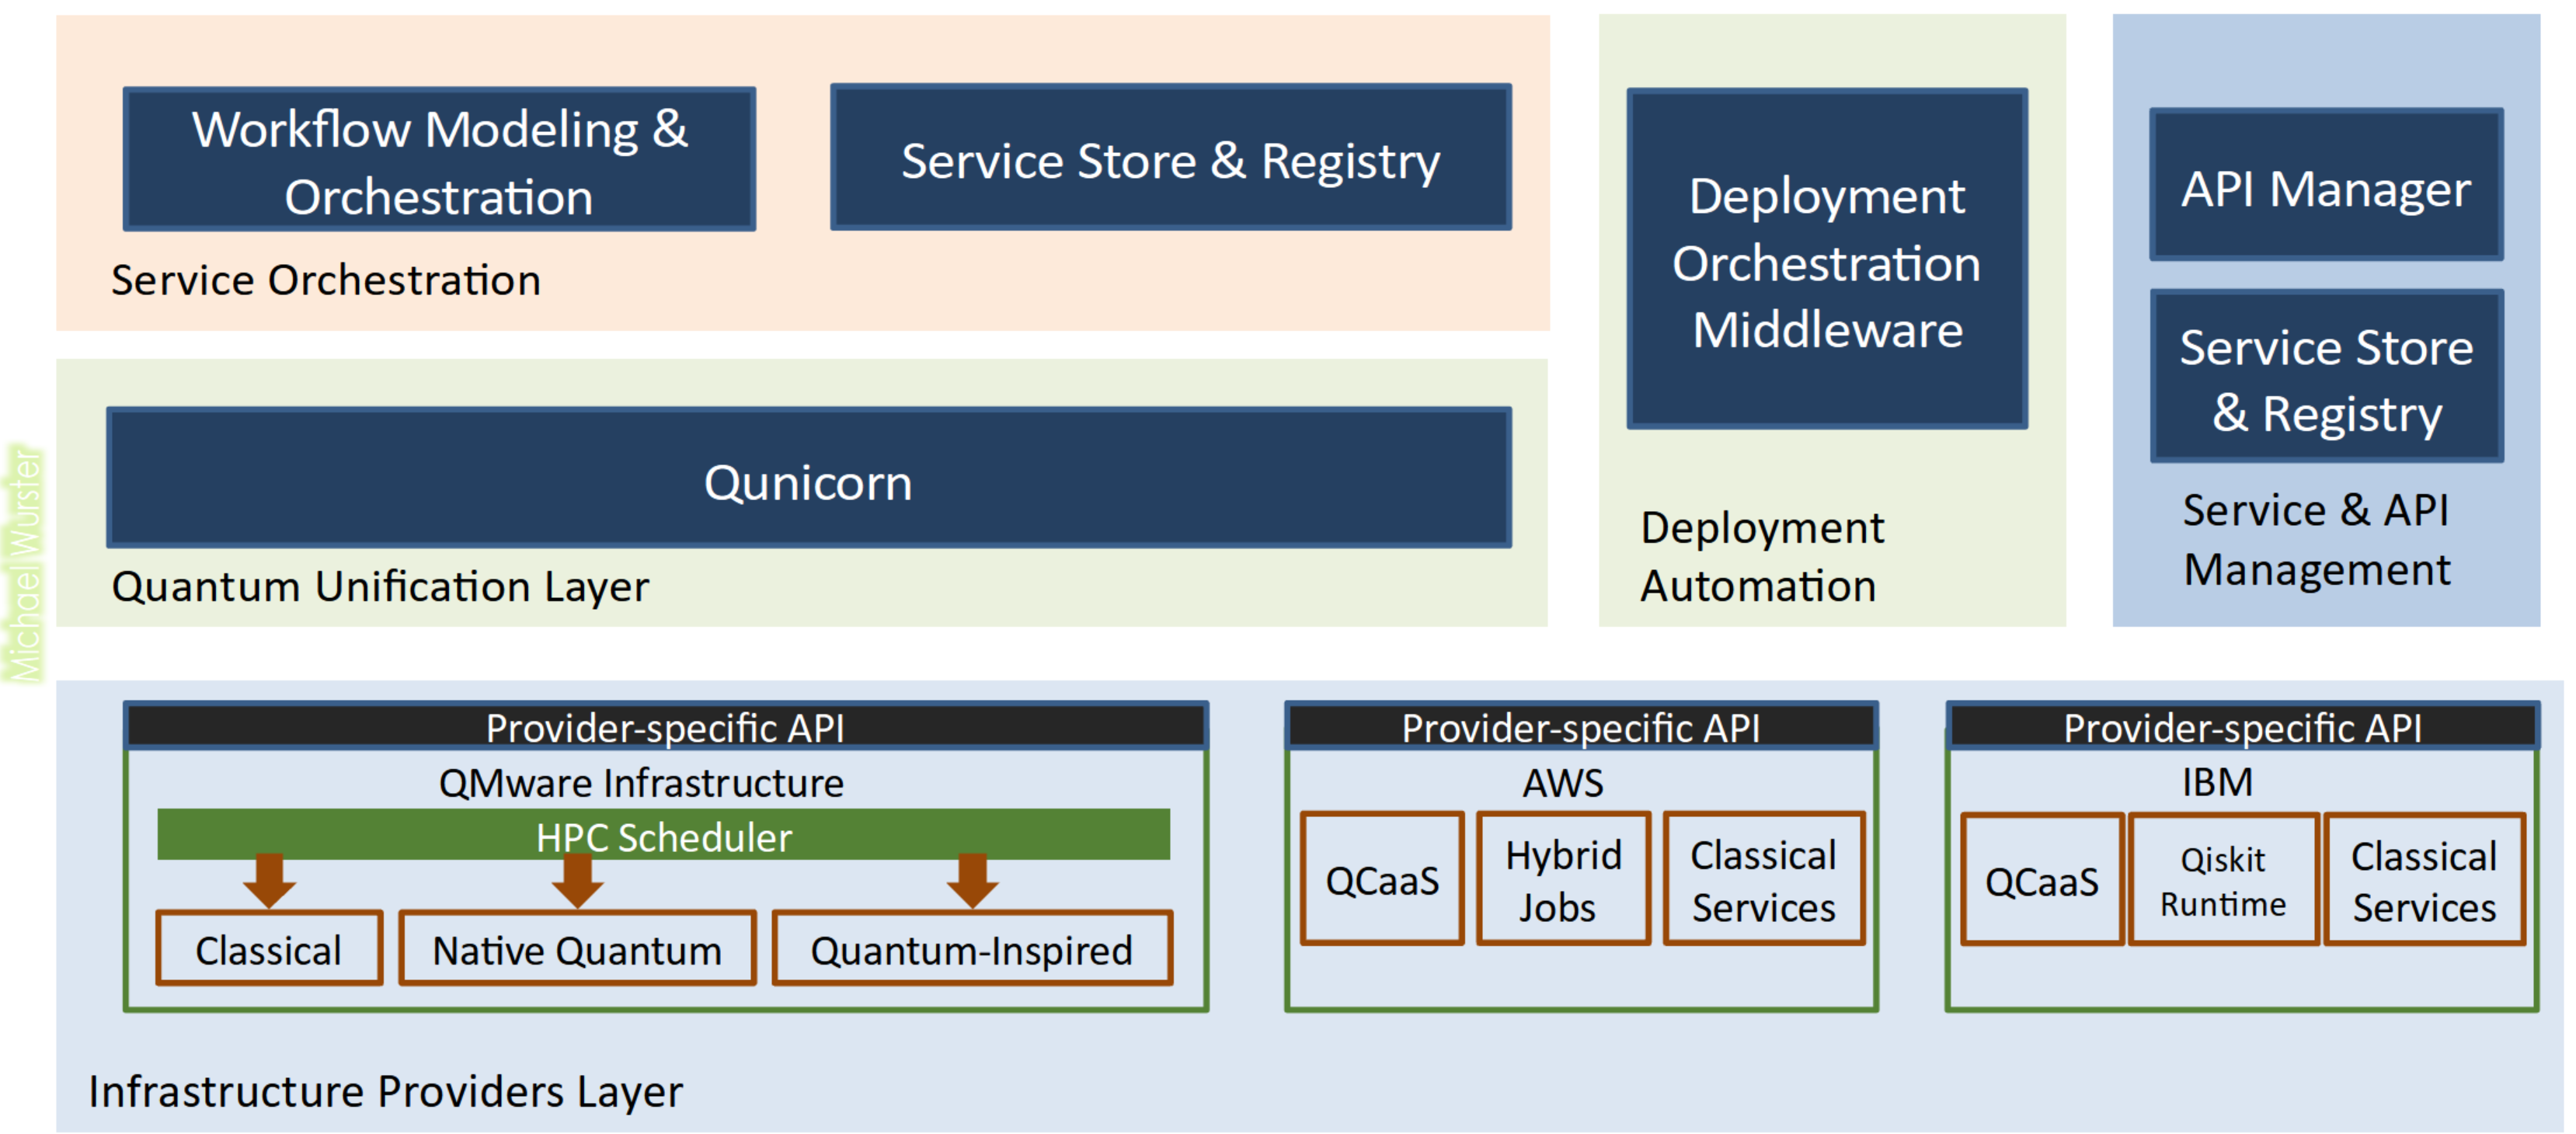 Workflow Modeling &
Orchestration
Service Store & Registry
Service Orchestration
Qunicorn
Quantum Unification Layer
Deployment
Orchestration
Middleware
Deployment
Automation
API Manager
Service Store
& Registry
Service & API
Management
Michael Wurster
Provider-specific API
QMware Infrastructure
HPC Scheduler
Classical
Native Quantum
Quantum-Inspired
Provider-specific API
AWS
QCaaS
Hybrid
Jobs
Classical
Services
Provider-specific API
IBM
QCaaS
Qiskit
Runtime
Classical
Services
Infrastructure Providers Layer